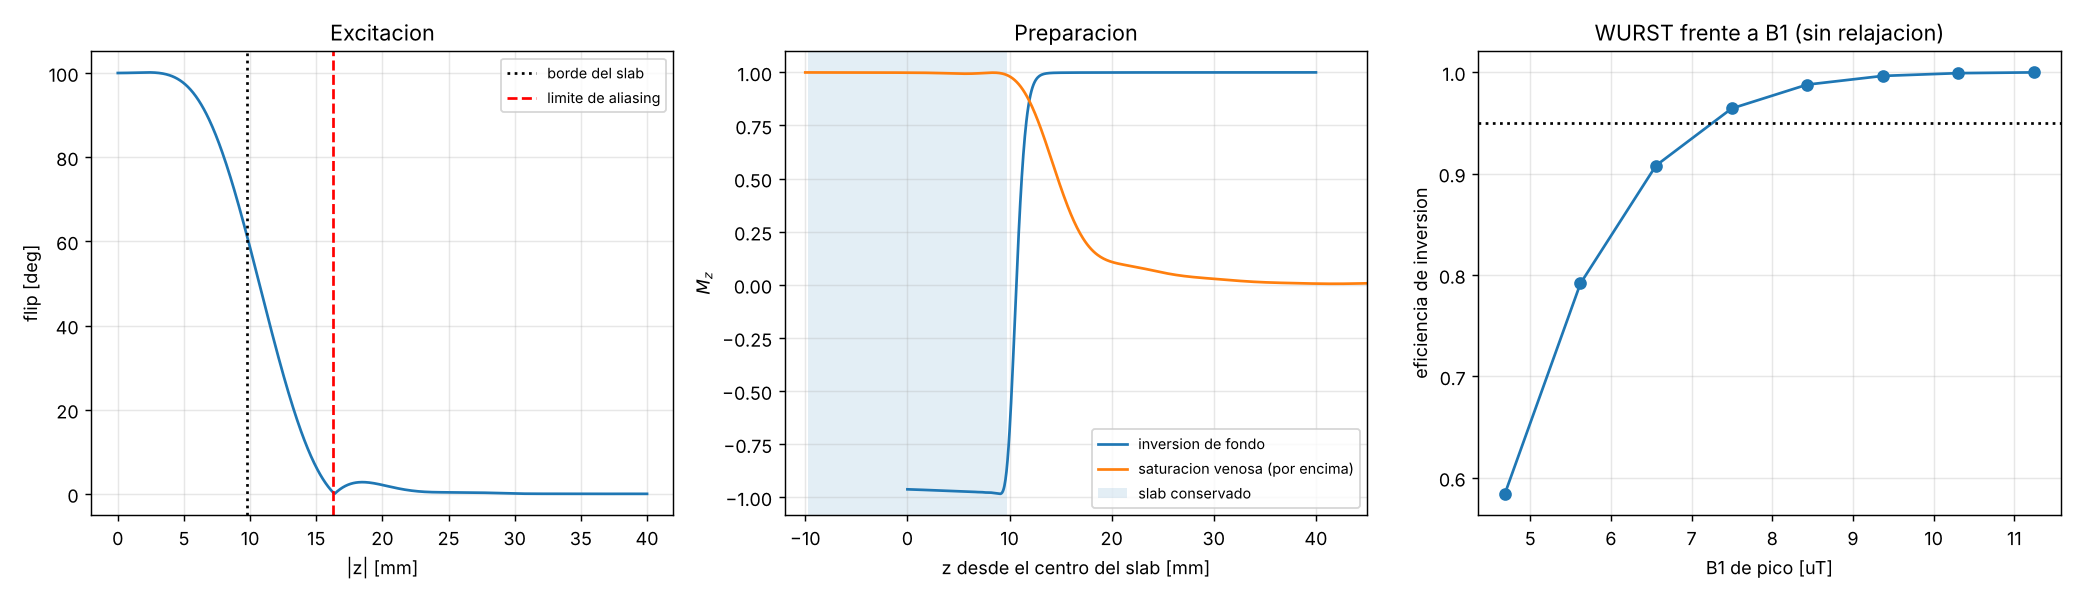 Excitacion
flip [deg]
100
80
60
40
20
0
0 5 10 15 20 25 30 35 40
|z| [mm]
borde del slab
limite de aliasing
Preparacion
M_z
1.00
0.75
0.50
0.25
0.00
−0.25
−0.50
−0.75
−1.00
−10 0 10 20 30 40
z desde el centro del slab [mm]
inversion de fondo
saturacion venosa (por encima)
slab conservado
WURST frente a B1 (sin relajacion)
eficiencia de inversion
1.0
0.9
0.8
0.7
0.6
5 6 7 8 9 10 11
B1 de pico [uT]